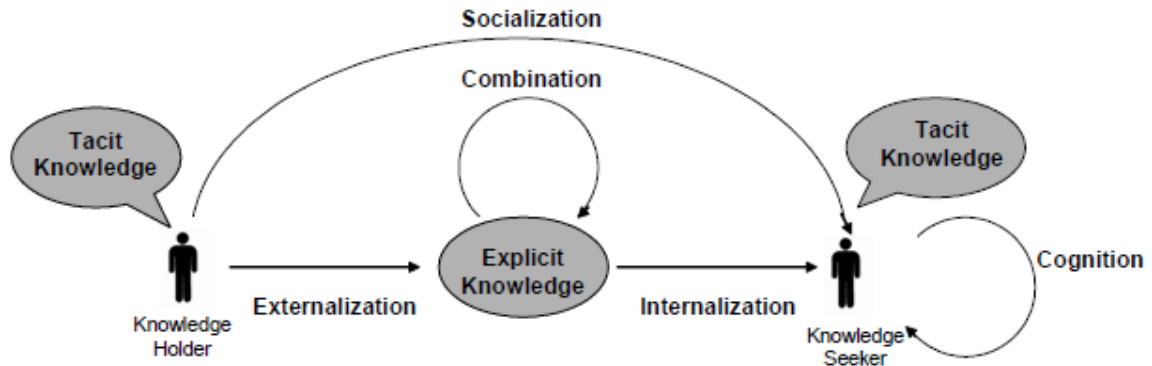 Socialization
Combination
Tacit
Knowledge
Tacit
Knowledge
Explicit
Knowledge
Cognition
Externalization
Internalization
Knowledge
Holder
Knowledge
Seeker